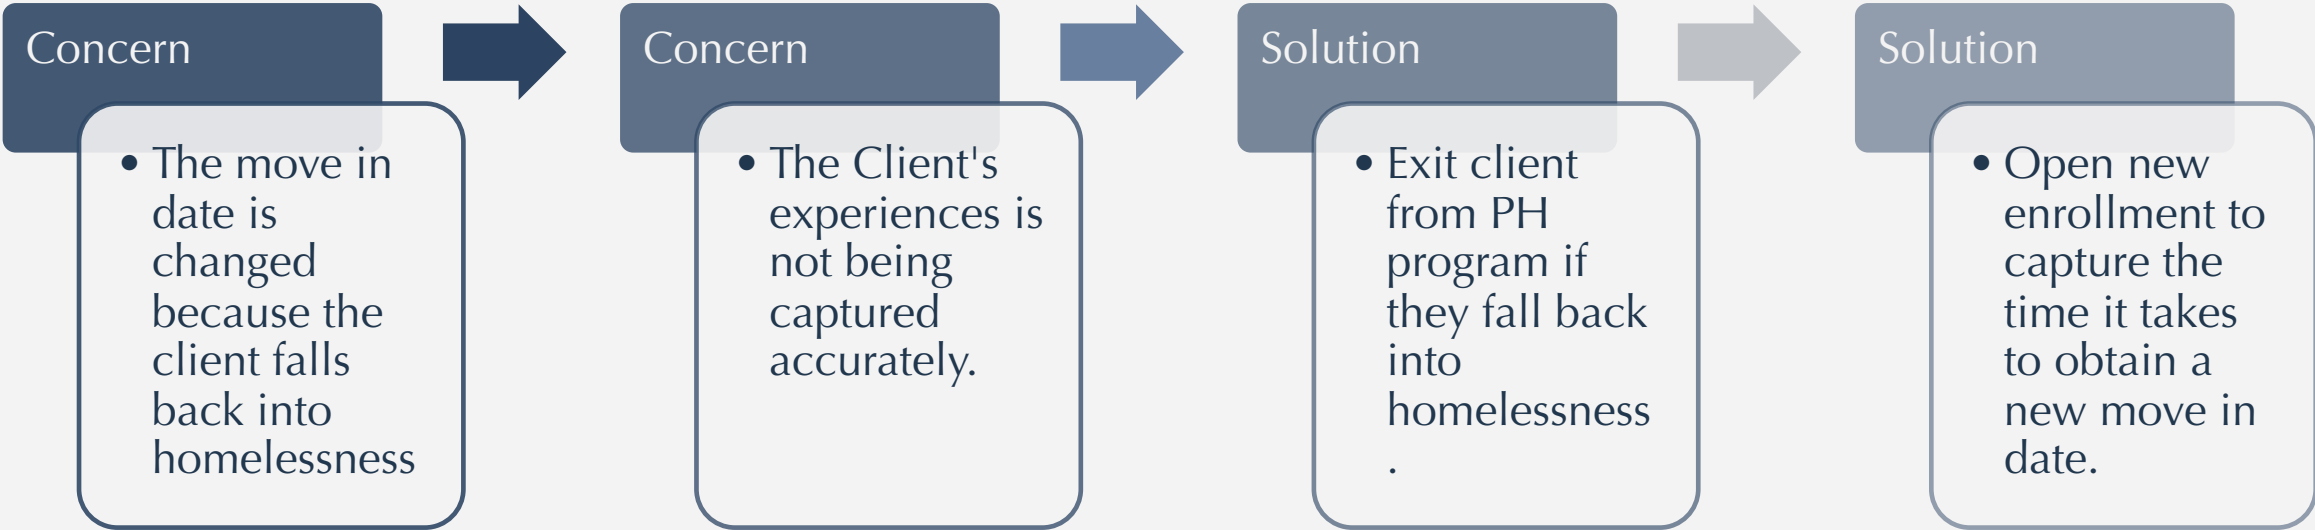 Concern
• The move in
date is
changed
because the
client falls
back into
homelessness
Concern
• The Client's
experiences is
not being
captured
accurately.
Solution
• Exit client
from PH
program if
they fall back
into
homelessness
.
Solution
• Open new
enrollment to
capture the
time it takes
to obtain a
new move in
date.